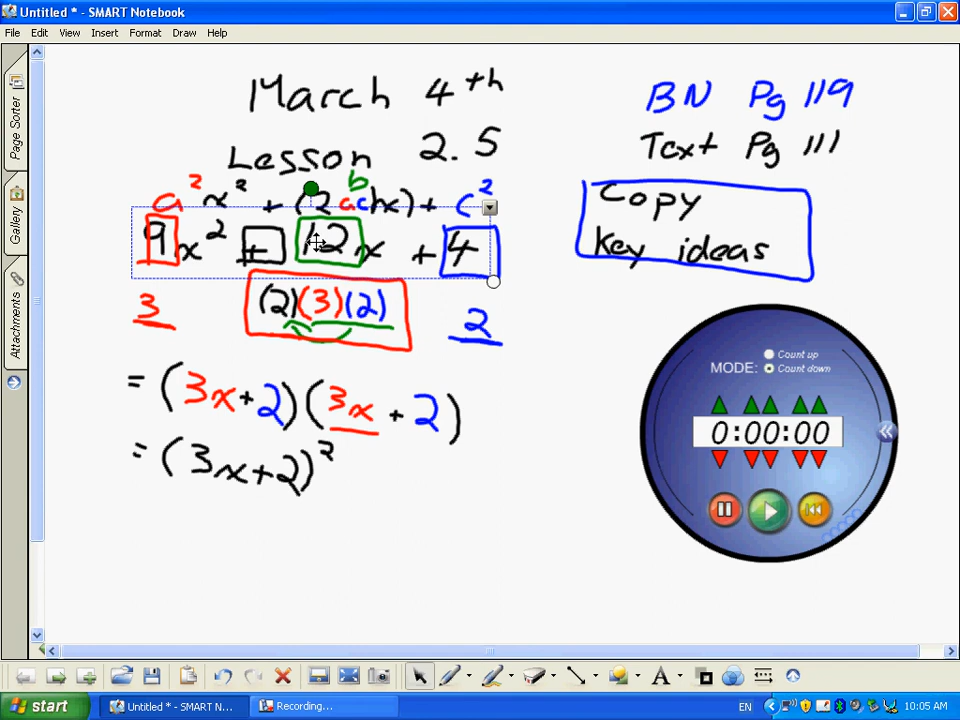 Untitled * - SMART Notebook
File Edit View Insert Format Draw Help
Page Sorter
Gallery
Attachments
March 4th
Lesson 2.5
BN Pg 119
Text Pg 111
Copy
Key ideas
b
a²x² + (2 acx) + c²
9x² + 12x + 4
3 (2)(3)(2) 2
= (3x+2)(3x+2)
= (3x+2)²
MODE: Count up
Count down
0:00:00
start
Untitled * - SMART N...
Recording...
EN
10:05 AM